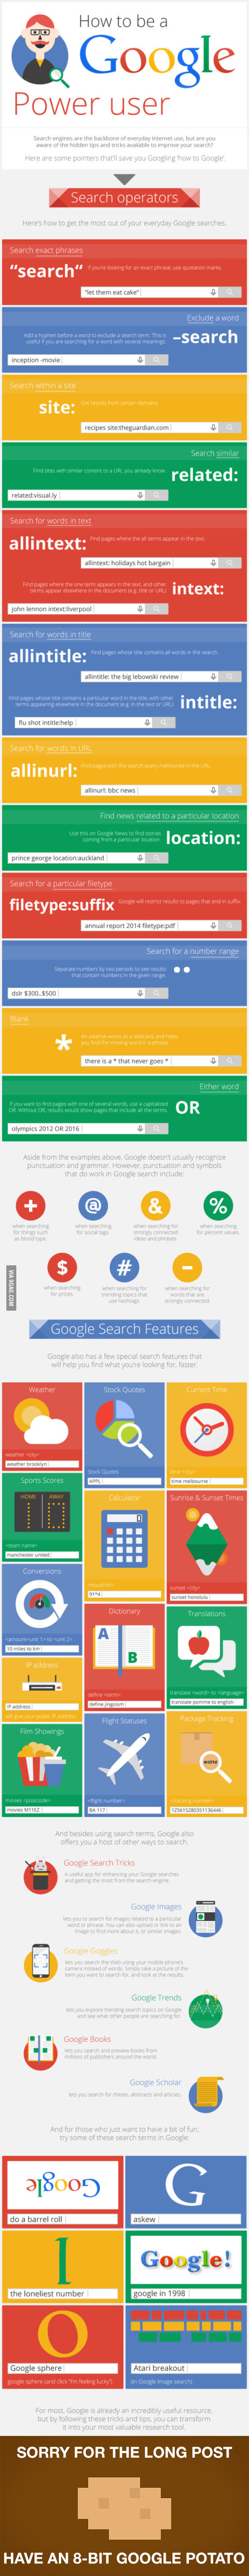 How to be a
Google
Power user
Search engines are the backbone of everyday internet use, but are you
aware of the hidden tips and tricks available to improve your search?
Here are some pointers that'll save you Googling 'how to Google'.
Search operators
Here's how to get the most out of your everyday Google searches.
Search exact phrases
"search"
If you're looking for an exact phrase, use quotation marks
"let them eat cake"
Exclude a word
Add a hyphen before a word to exclude a search term. This is
useful if you are searching for a word with several meanings.
-search
inception -movie
Search within a site
site:
Get results from certain domains
recipes site:theguardian.com
Search similar
Find sites with similar content to a URL you already know
related:
related:visual.ly
Search for words in text
allintext:
Find pages where the all terms appear in the text
allintext: holidays hot bargain
Find pages where the one term appears in the text, and other
terms appear elsewhere in the document (e.g. in the title or URL)
intext:
john lennon intext:liverpool
Search for words in title
allintitle:
Find pages whose title contains all words in the search
allintitle: the big lebowski review
Find pages whose title contains a particular word in the title, with other
terms appearing elsewhere in the document (e.g. in the text or URL)
intitle:
flu shot intitle:help
Search for words in URL
allinurl:
Find pages with the search query mentioned in the URL
allinurl: bbc news
Find news related to a particular location
Use this on Google News to find stories
coming from a particular location
location:
prince george location:auckland
Search for a particular filetype
filetype:suffix
Google will restrict results to pages that end in suffix.
annual report 2014 filetype:pdf
Search for a number range
Separate numbers by two periods to see results
that contain numbers in the given range.
..
dslr $300..$500
Blank
*
there is a * that never goes *
Either word
If you want to find pages with one of several words, use a capitalized
OR. Without OR, results would show pages that include all the terms.
OR
olympics 2012 OR 2016
Aside from the examples above, Google doesn't usually recognize
punctuation and grammar. However, punctuation and symbols
that do work in Google search include:
+
@
&
%
when searching
for things such
as blood type
when searching
for social tags
when searching for
strongly connected
ideas and phrases
when searching
for percent values
$
#
-
when searching
for prices
when searching for
trending topics that
use hashtags
when searching for
words that are
strongly connected
VIA 9GAG.COM
Google Search Features
Google also has a few special search features that
will help you find what you're looking for, faster.
Weather
Stock Quotes
Current Time
weather <city>
weather brooklyn
Stock Quotes
APPL
time <city>
time melbourne
Sports Scores
HOME
AWAY
Calculator
Sunrise & Sunset Times
<team name>
manchester united
<equation>
sunset <city>
sunset honolulu
Conversions
<amount> <unit 1> to <unit 2>
10 miles to km
Dictionary
A
B
Translations
define <term>
define jingoism
translate <word> to <language>
translate pomme to english
IP address
IP address
will give your public IP address
Flight Statuses
Package Tracking
Film Showings
movies <postcode>
movies M11EZ
<flight number>
BA 117
<tracking number>
And besides using search terms, Google also
offers you a host of other ways to search.
Google Search Tricks
A useful app for enhancing your Google searches
and getting the most from the search engine.
Google Images
lets you to search for images related to a particular
word or phrase. You can also upload or link to an
image to find more about it, or similar images.
Google Goggles
lets you search the Web using your mobile phone's
camera instead of words. Simply take a picture of the
item you want to search for, and look at the results.
Google Trends
lets you explore trending search topics on Google
and see what other people are searching for.
Google Books
lets you search and preview books from
millions of publishers around the world.
Google Scholar
lets you search for theses, abstracts and articles.
And for those who just want to have a bit of fun,
try some of these search terms in Google:
Google
G
do a barrel roll
askew
1
Google!
the loneliest number
google in 1998
O
Google sphere
Atari breakout
google sphere (and click "I'm feeling lucky")
(in Google Image search)
For most, Google is already an incredibly useful resource,
but by following these tricks and tips, you can transform
it into your most valuable research tool.
SORRY FOR THE LONG POST
HAVE AN 8-BIT GOOGLE POTATO